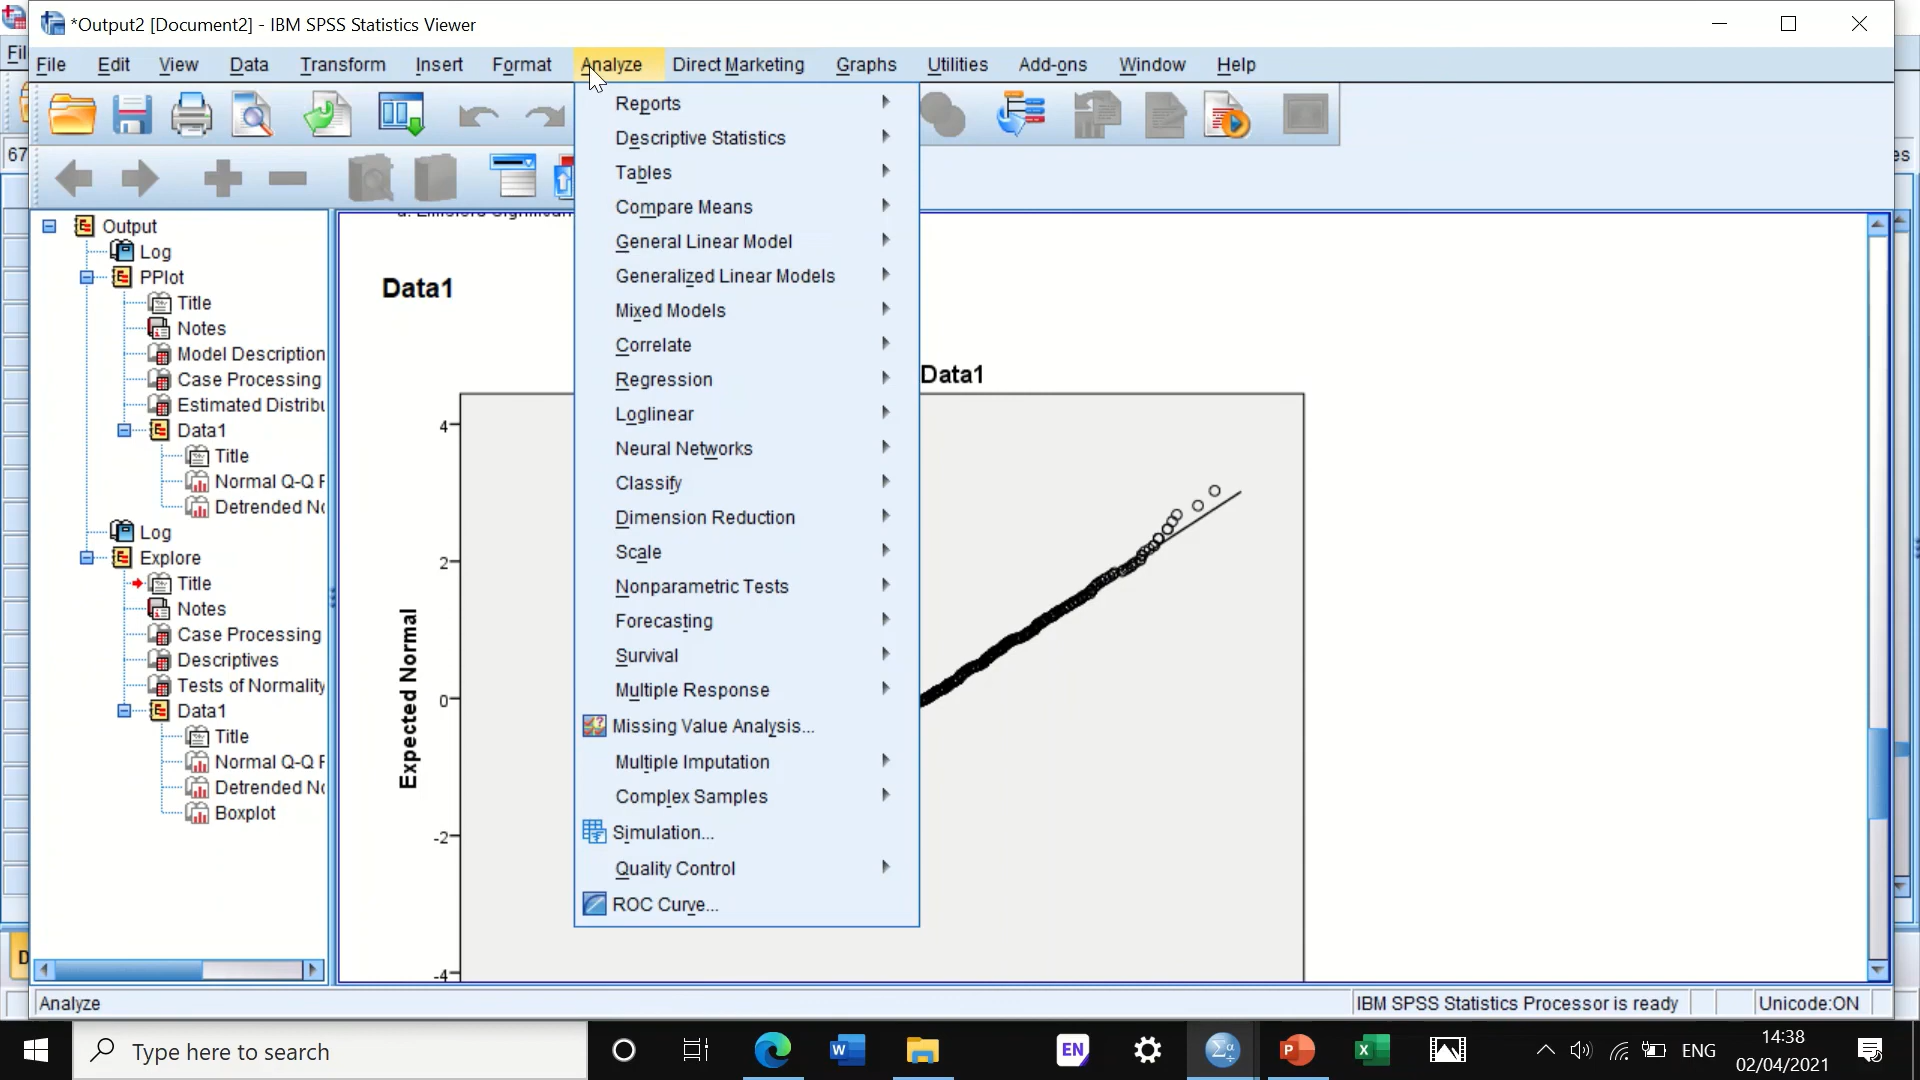 *Output2 [Document2] - IBM SPSS Statistics Viewer
File Edit View Data Transform Insert Format Analyze Direct Marketing Graphs Utilities Add-ons Window Help
67
Output
Log
PPlot
Title
Notes
Model Description
Case Processing
Estimated Distribu
Data1
Title
Normal Q-Q P
Detrended No
Log
Explore
Title
Notes
Case Processing
Descriptives
Tests of Normality
Data1
Title
Normal Q-Q P
Detrended No
Boxplot
Reports
Descriptive Statistics
Tables
Compare Means
General Linear Model
Generalized Linear Models
Mixed Models
Correlate
Regression
Loglinear
Neural Networks
Classify
Dimension Reduction
Scale
Nonparametric Tests
Forecasting
Survival
Multiple Response
Missing Value Analysis...
Multiple Imputation
Complex Samples
Simulation...
Quality Control
ROC Curve...
Data1
Data1
Expected Normal
4
2
0
-2
-4
Analyze
IBM SPSS Statistics Processor is ready
Unicode:ON
Type here to search
EN
ENG
14:38
02/04/2021